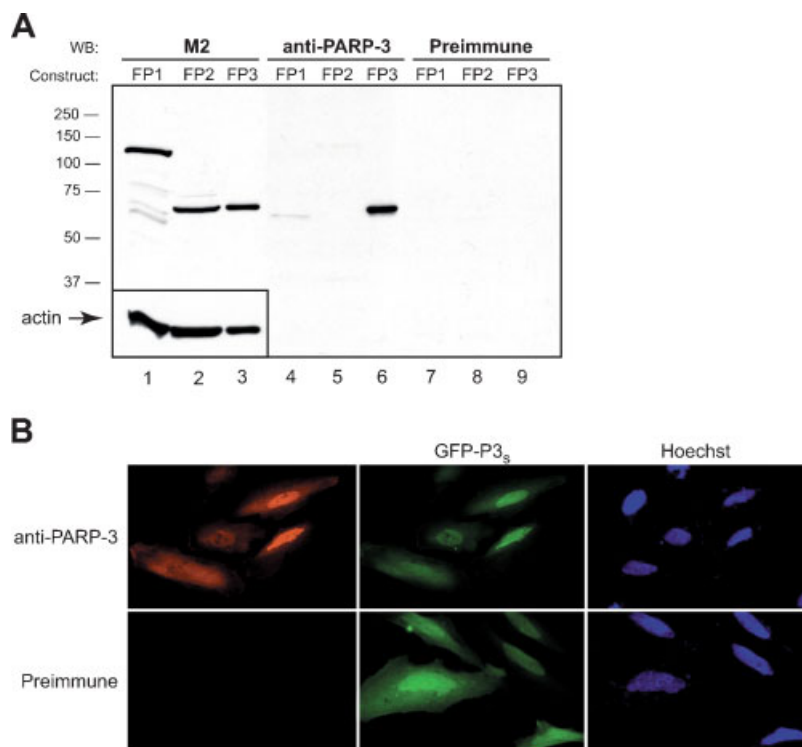 A
WB: M2 anti-PARP-3 Preimmune
Construct: FP1 FP2 FP3 FP1 FP2 FP3 FP1 FP2 FP3
250
150
100
75
50
37
actin
1 2 3 4 5 6 7 8 9
B
GFP-P3s Hoechst
anti-PARP-3
Preimmune